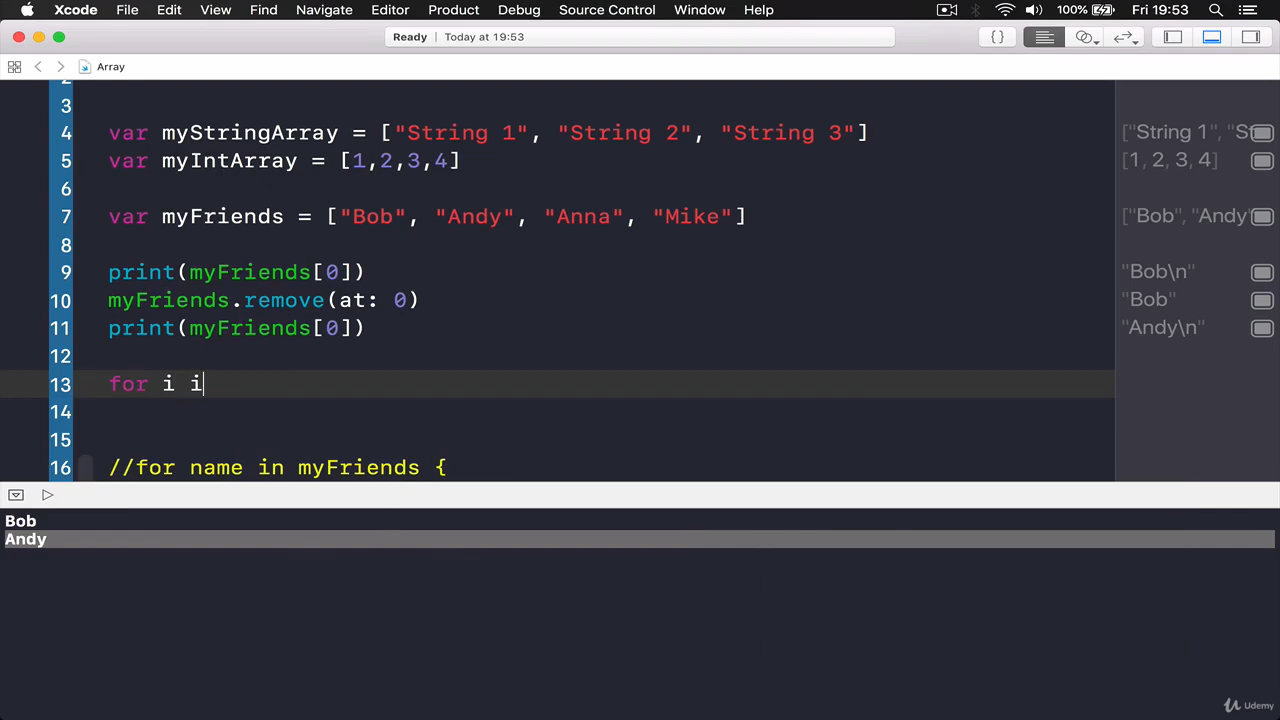 Xcode File Edit View Find Navigate Editor Product Debug Source Control Window Help 100% Fri 19:53
Ready | Today at 19:53 { }
Array
2
3
4 var myStringArray = ["String 1", "String 2", "String 3"] ["String 1", "St
5 var myIntArray = [1,2,3,4] [1, 2, 3, 4]
6
7 var myFriends = ["Bob", "Andy", "Anna", "Mike"] ["Bob", "Andy"
8
9 print(myFriends[0]) "Bob\n"
10 myFriends.remove(at: 0) "Bob"
11 print(myFriends[0]) "Andy\n"
12
13 for i i
14
15
16 //for name in myFriends {
Bob
Andy
Udemy